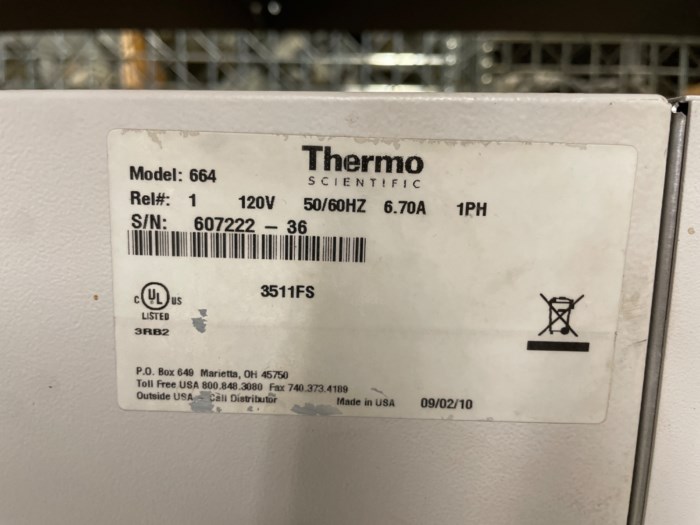 Thermo
SCIENTIFIC
Model: 664
Rel#: 1 120V 50/60HZ 6.70A 1PH
S/N: 607222 - 36
3511FS
C UL US
LISTED
3RB2
P.O. Box 649 Marietta, OH 45750
Toll Free USA 800.848.3080 Fax 740.373.4189
Outside USA - Call Distributor
Made in USA 09/02/10